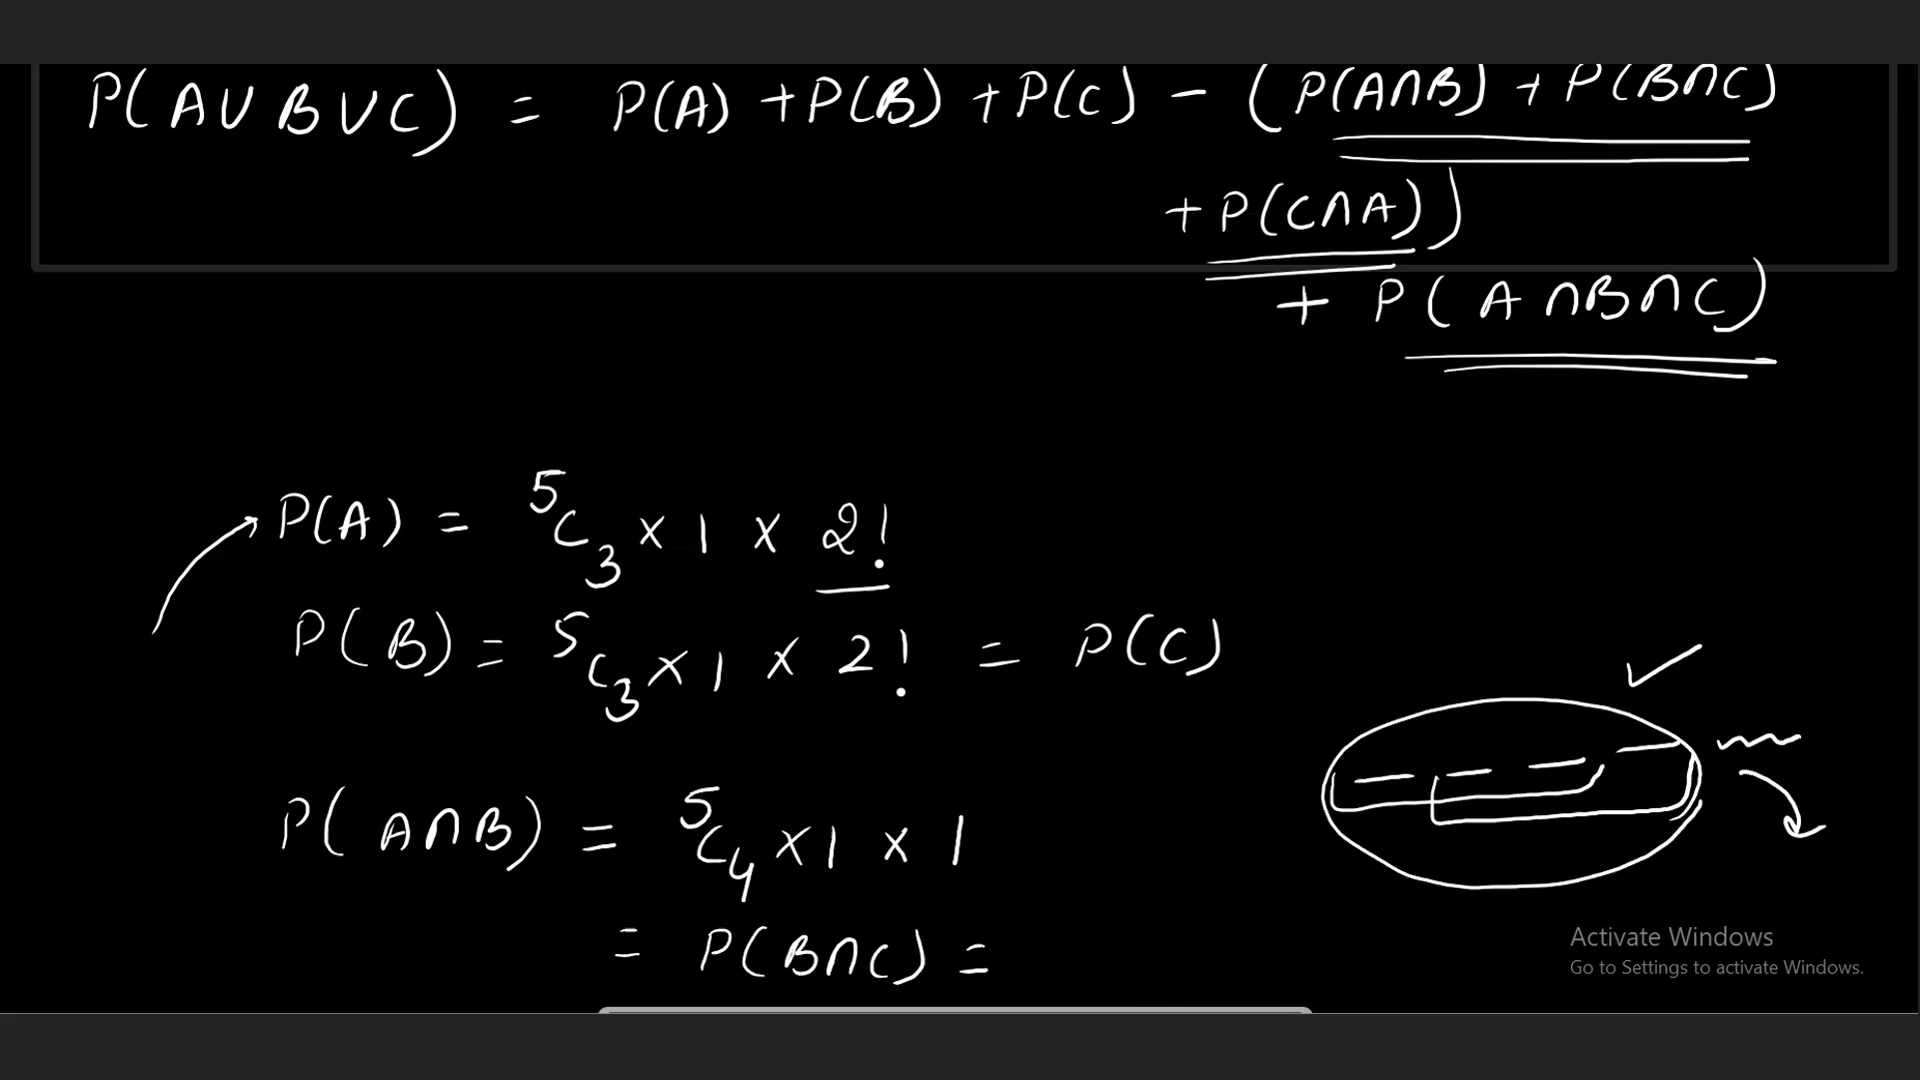 P(A∪B∪C) = P(A) + P(B) + P(C) - (P(A∩B) + P(B∩C)
+ P(C∩A))
+ P(A∩B∩C)
P(A) = ⁵C₃ × 1 × 2!
P(B) = ⁵C₃ × 1 × 2! = P(C)
P(A∩B) = ⁵C₄ × 1 × 1
= P(B∩C) =
Activate Windows
Go to Settings to activate Windows.